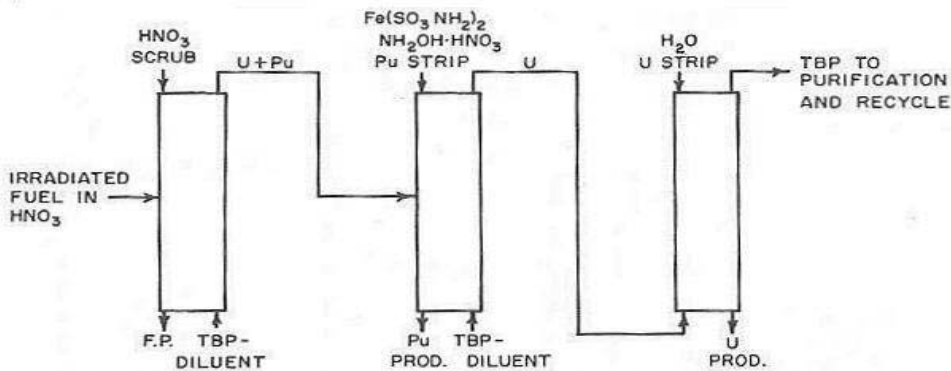 HNO3
SCRUB
U+Pu
Fe(SO3NH2)2
NH2OH·HNO3
Pu STRIP
U
H2O
U STRIP
TBP TO
PURIFICATION
AND RECYCLE
IRRADIATED
FUEL IN
HNO3
F.P. TBP-
DILUENT
Pu TBP-
PROD. DILUENT
U
PROD.